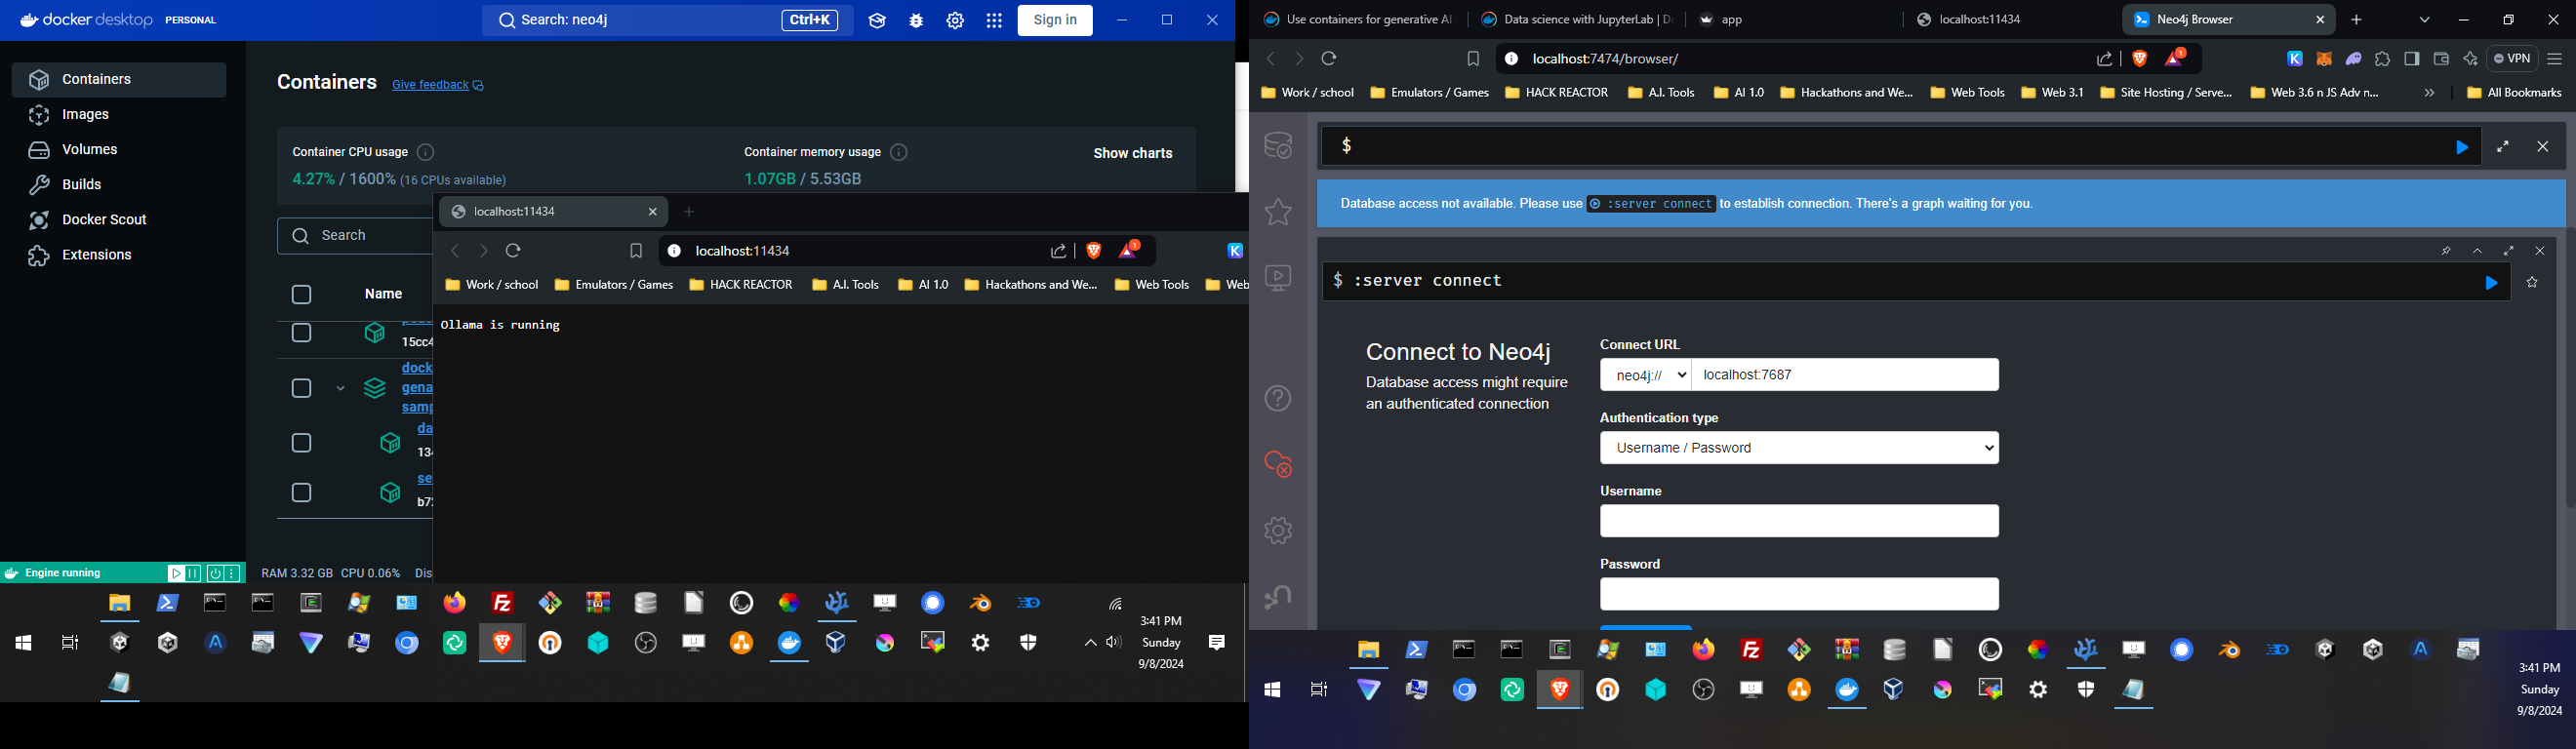 docker desktop PERSONAL
Search: neo4j
Ctrl+K
Sign in
Containers
Images
Volumes
Builds
Docker Scout
Extensions
Containers Give feedback
Container CPU usage
4.27% / 1600% (16 CPUs available)
Container memory usage
1.07GB / 5.53GB
Show charts
Search
Name
15cc4
dock
gena
samp
da
134
se
b7
Engine running
RAM 3.32 GB CPU 0.06% Dis
localhost:11434
localhost:11434
1
Work / school
Emulators / Games
HACK REACTOR
A.I. Tools
AI 1.0
Hackathons and We...
Web Tools
Web
Ollama is running
3:41 PM
Sunday
9/8/2024
Use containers for generative AI
Data science with JupyterLab | Do
app
localhost:11434
Neo4j Browser
localhost:7474/browser/
1
VPN
Work / school
Emulators / Games
HACK REACTOR
A.I. Tools
AI 1.0
Hackathons and We...
Web Tools
Web 3.1
Site Hosting / Serve...
Web 3.6 n JS Adv n...
All Bookmarks
$
Database access not available. Please use :server connect to establish connection. There's a graph waiting for you.
$ :server connect
Connect to Neo4j
Database access might require
an authenticated connection
Connect URL
neo4j:// localhost:7687
Authentication type
Username / Password
Username
Password
3:41 PM
Sunday
9/8/2024